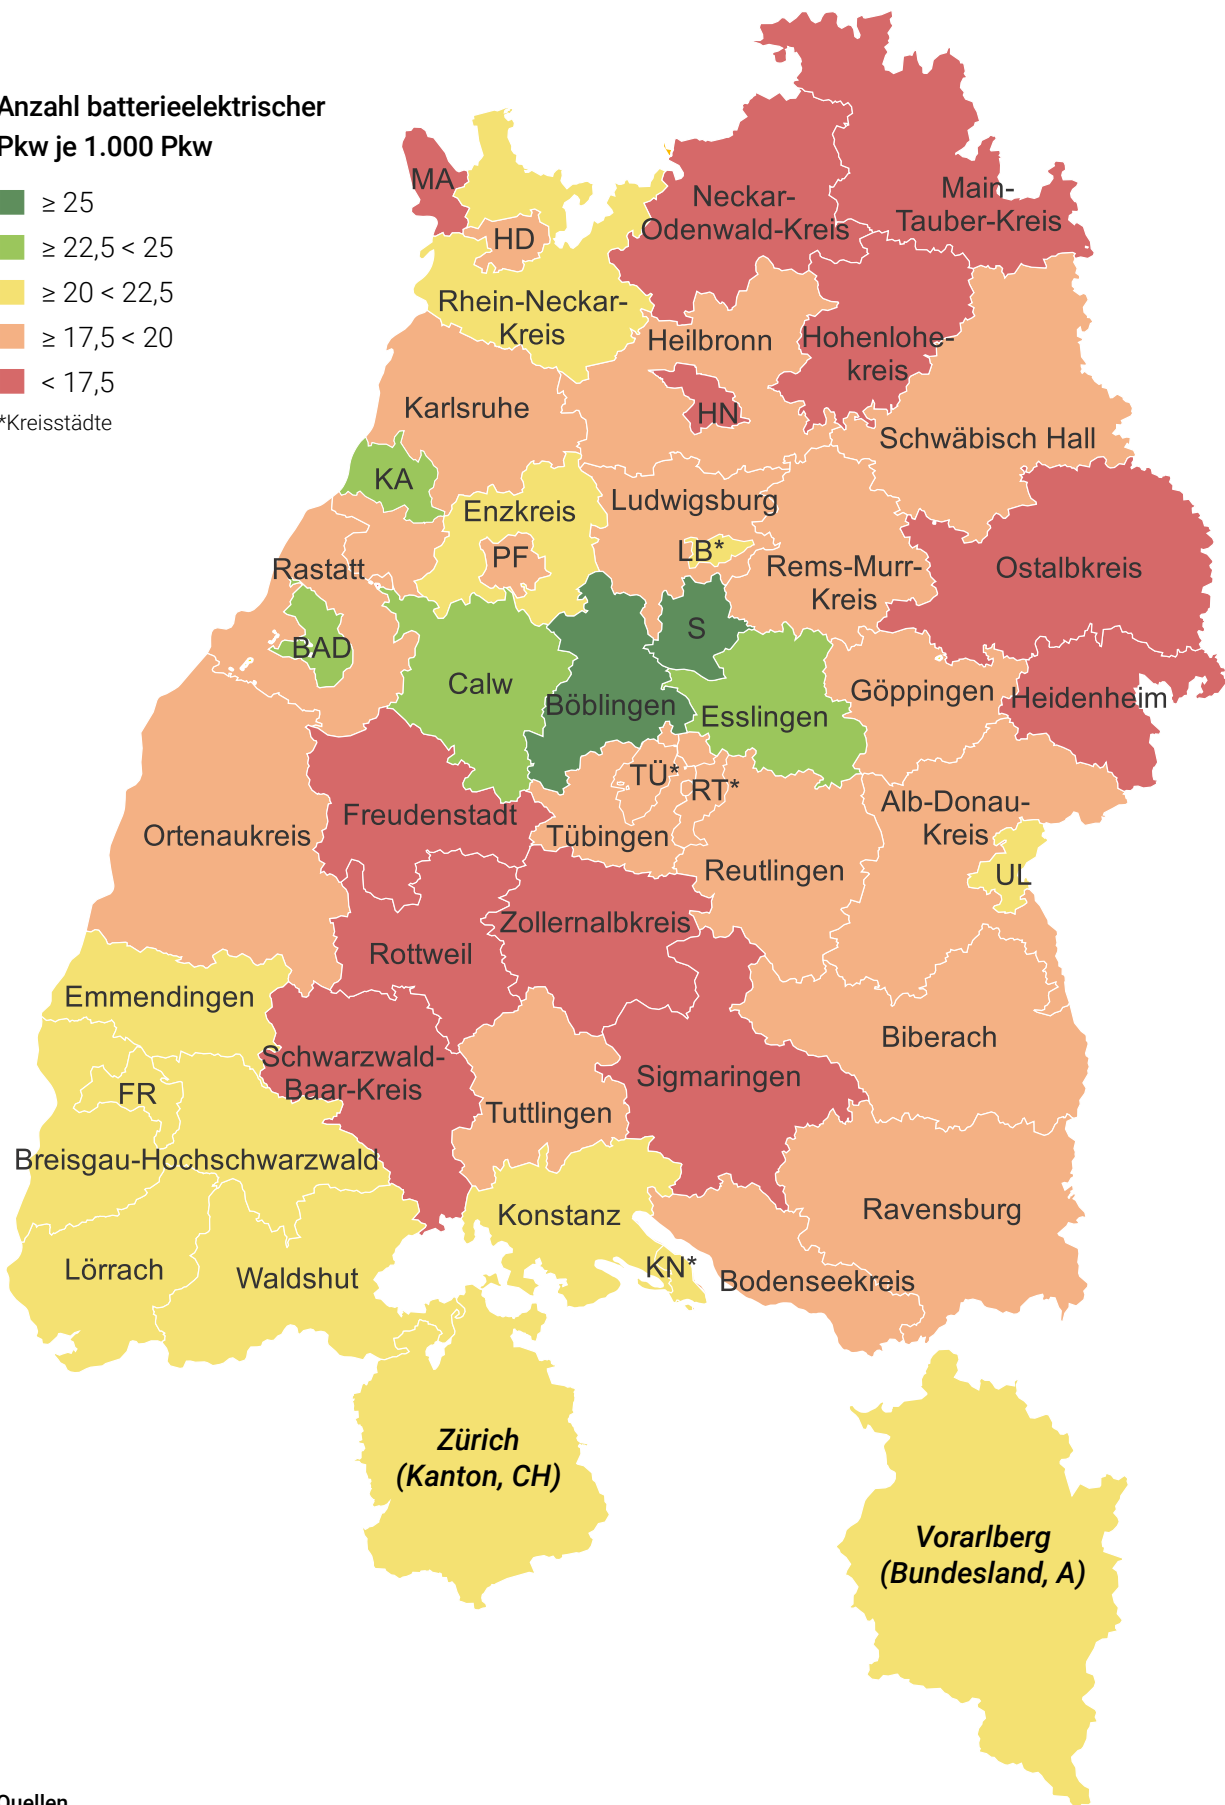 Anzahl batterieelektrischer
Pkw je 1.000 Pkw
≥ 25
≥ 22,5 < 25
≥ 20 < 22,5
≥ 17,5 < 20
< 17,5
*Kreisstädte
MA
HD
Rhein-Neckar-
Kreis
Neckar-
Odenwald-Kreis
Main-
Tauber-Kreis
Heilbronn
Hohenlohe-
kreis
Karlsruhe
HN
Schwäbisch Hall
KA
Enzkreis
Ludwigsburg
PF
LB*
Rastatt
Rems-Murr-
Kreis
Ostalbkreis
S
BAD
Calw
Böblingen
Esslingen
Göppingen
Heidenheim
TÜ*
RT*
Freudenstadt
Ortenaukreis
Tübingen
Reutlingen
Alb-Donau-
Kreis
UL
Zollernalbkreis
Rottweil
Emmendingen
Biberach
Schwarzwald-
Baar-Kreis
Sigmaringen
FR
Tuttlingen
Breisgau-Hochschwarzwald
Konstanz
Ravensburg
Lörrach
Waldshut
KN*
Bodenseekreis
Zürich
(Kanton, CH)
Vorarlberg
(Bundesland, A)
Quellen